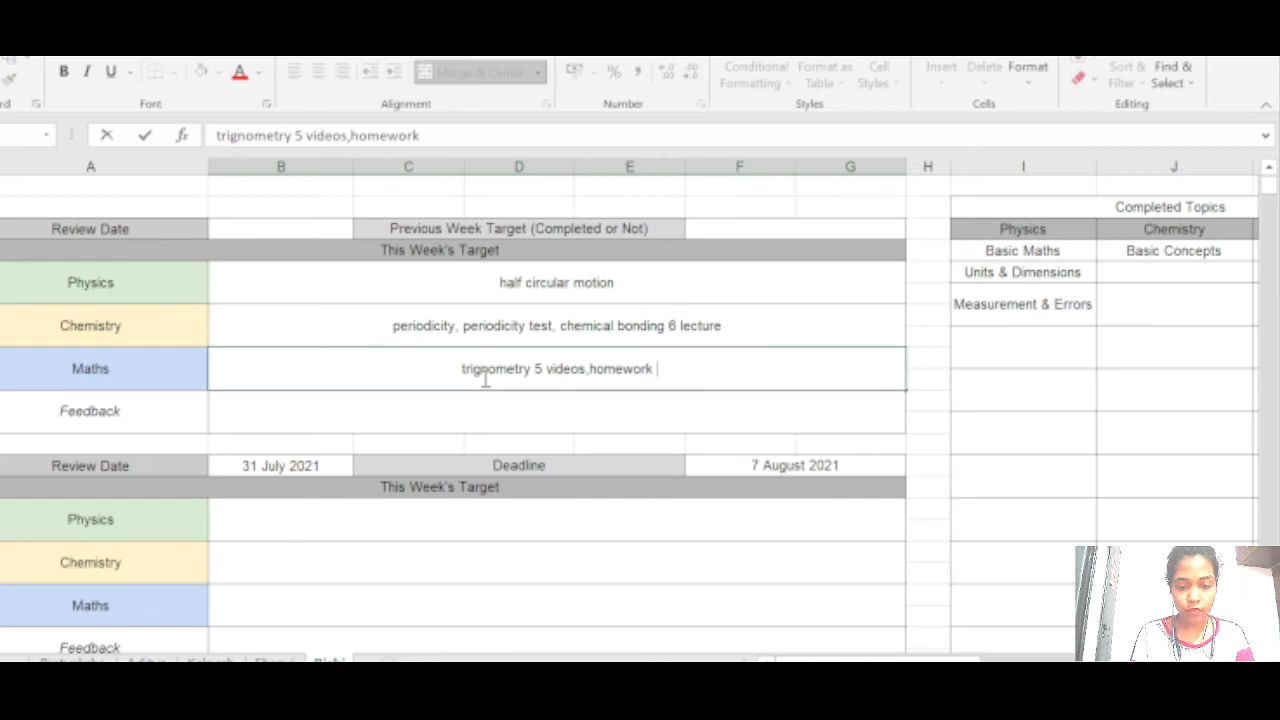 B I U A Merge & Center % , Conditional Format as Cell Insert Delete Format Sort & Find &
Formatting Table Styles Filter Select
Font Alignment Number Styles Cells Editing
fx trignometry 5 videos,homework
A B C D E F G H I J
Completed Topics
Review Date Previous Week Target (Completed or Not) Physics Chemistry
This Week's Target Basic Maths Basic Concepts
Physics half circular motion Units & Dimensions
Measurement & Errors
Chemistry periodicity, periodicity test, chemical bonding 6 lecture
Maths trignometry 5 videos,homework
Feedback
Review Date 31 July 2021 Deadline 7 August 2021
This Week's Target
Physics
Chemistry
Maths
Feedback